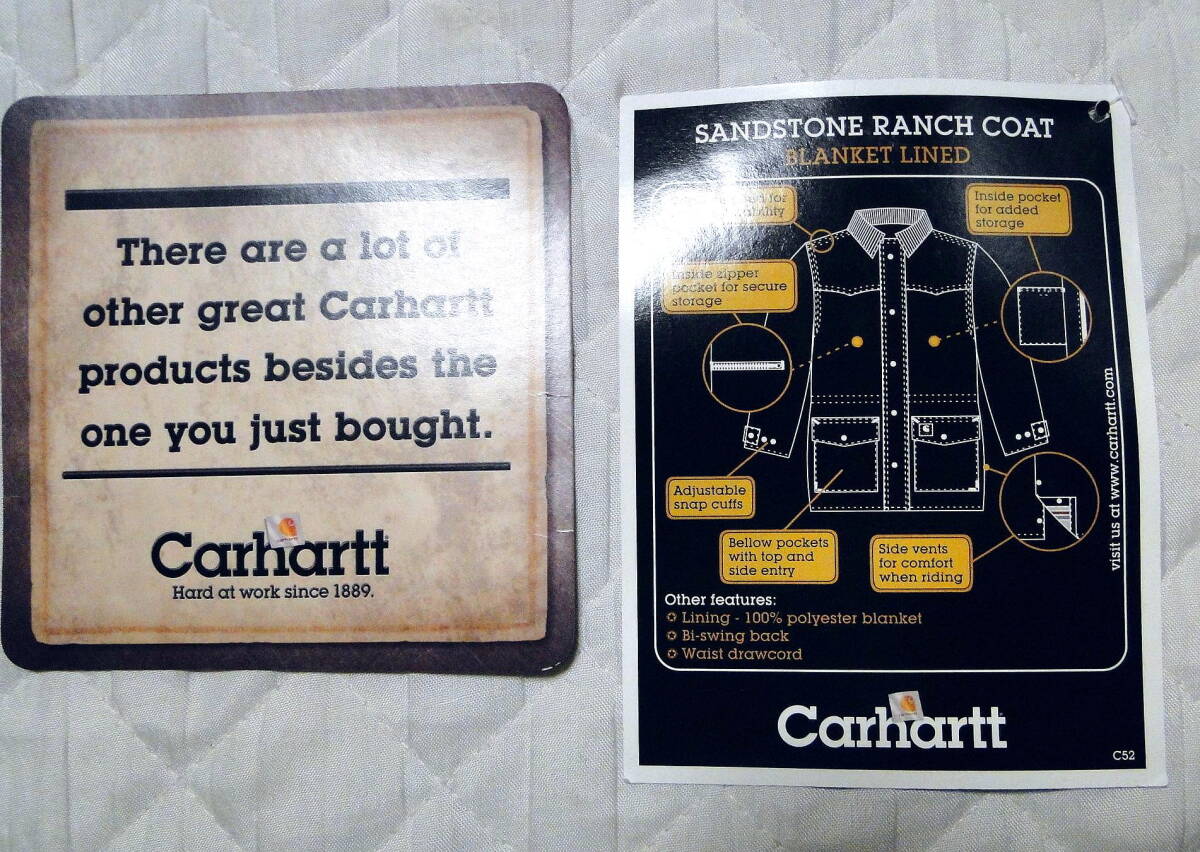 There are a lot of
other great Carhartt
products besides the
one you just bought.
Carhartt
Hard at work since 1889.
SANDSTONE RANCH COAT
BLANKET LINED
for
Inside pocket
for added
storage
Inside zipper
pocket for secure
storage
Adjustable
snap cuffs
Bellow pockets
with top and
side entry
Side vents
for comfort
when riding
visit us at www.carhartt.com
Other features:
✪ Lining - 100% polyester blanket
✪ Bi-swing back
✪ Waist drawcord
Carhartt
C52